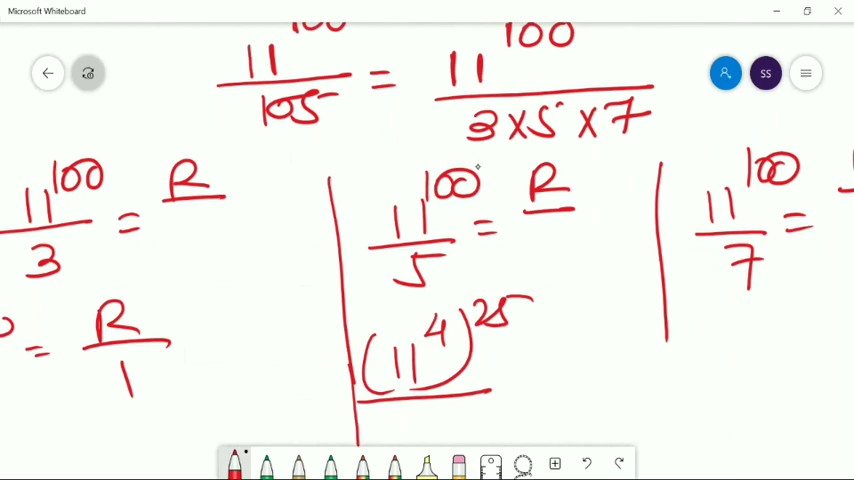 Microsoft Whiteboard
SS
11^100 / 105 = 11^100 / 3×5×7
11^100 / 3 = R
11^100 / 5 = R
11^100 / 7 =
= R / 1
(11^4)^25